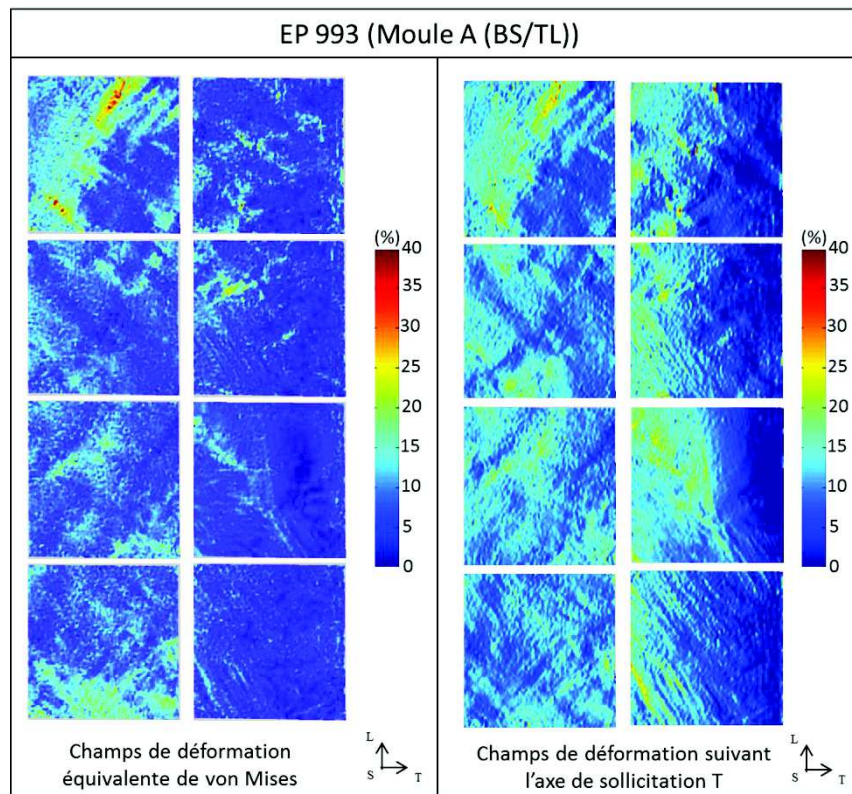 EP 993 (Moule A (BS/TL))
(%)
40
35
30
25
20
15
10
5
0
Champs de déformation
équivalente de von Mises
L
S
T
(%)
40
35
30
25
20
15
10
5
0
Champs de déformation suivant
l'axe de sollicitation T
L
S
T